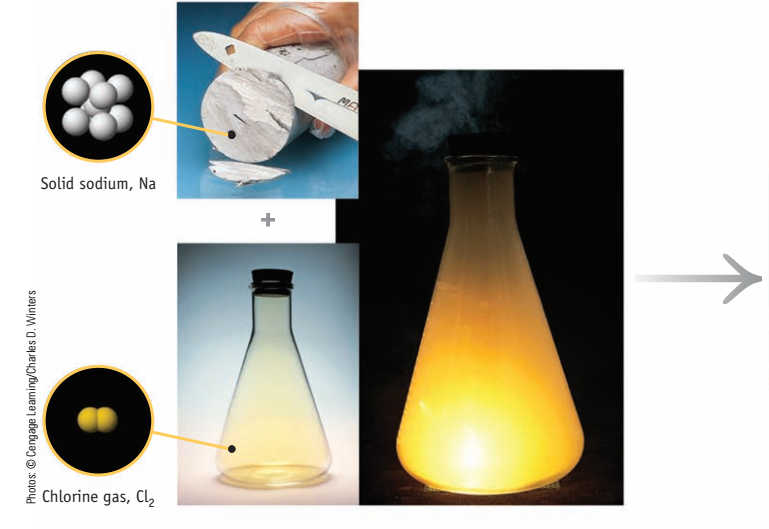 Solid sodium, Na
+
Photos: © Cengage Learning/Charles D. Winters
Chlorine gas, Cl₂